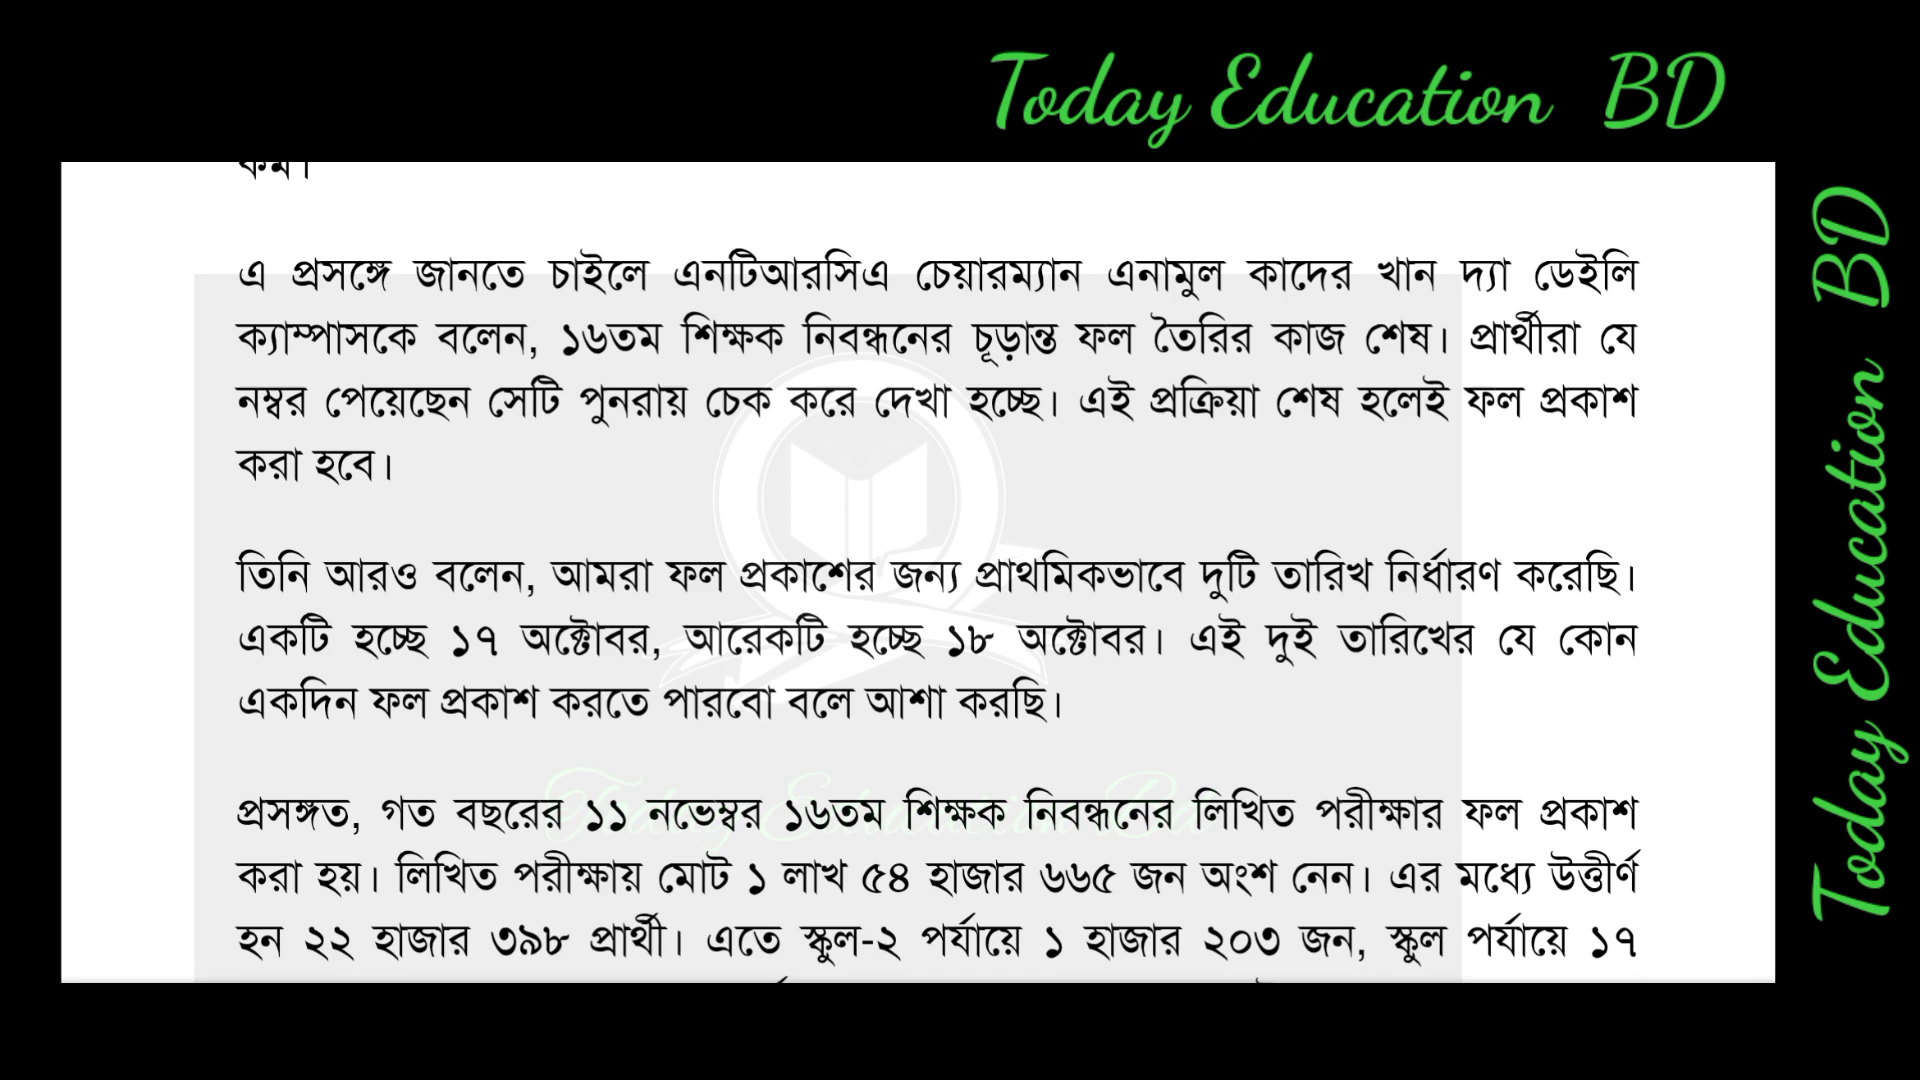 Today Education BD
কম।
এ প্রসঙ্গে জানতে চাইলে এনটিআরসিএ চেয়ারম্যান এনামুল কাদের খান দ্যা ডেইলি
ক্যাম্পাসকে বলেন, ১৬তম শিক্ষক নিবন্ধনের চূড়ান্ত ফল তৈরির কাজ শেষ। প্রার্থীরা যে
নম্বর পেয়েছেন সেটি পুনরায় চেক করে দেখা হচ্ছে। এই প্রক্রিয়া শেষ হলেই ফল প্রকাশ
করা হবে।
তিনি আরও বলেন, আমরা ফল প্রকাশের জন্য প্রাথমিকভাবে দুটি তারিখ নির্ধারণ করেছি।
একটি হচ্ছে ১৭ অক্টোবর, আরেকটি হচ্ছে ১৮ অক্টোবর। এই দুই তারিখের যে কোন
একদিন ফল প্রকাশ করতে পারবো বলে আশা করছি।
প্রসঙ্গত, গত বছরের ১১ নভেম্বর ১৬তম শিক্ষক নিবন্ধনের লিখিত পরীক্ষার ফল প্রকাশ
করা হয়। লিখিত পরীক্ষায় মোট ১ লাখ ৫৪ হাজার ৬৬৫ জন অংশ নেন। এর মধ্যে উত্তীর্ণ
হন ২২ হাজার ৩৯৮ প্রার্থী। এতে স্কুল-২ পর্যায়ে ১ হাজার ২০৩ জন, স্কুল পর্যায়ে ১৭
Today Education Bd
Today Education BD